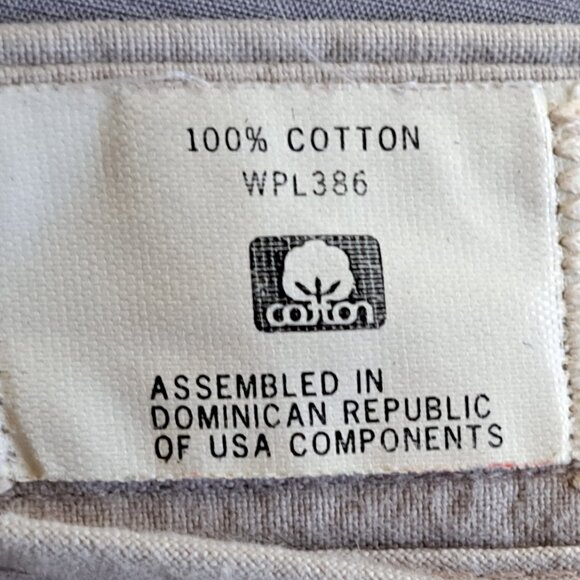 100% COTTON
WPL386
cotton
ASSEMBLED IN
DOMINICAN REPUBLIC
OF USA COMPONENTS